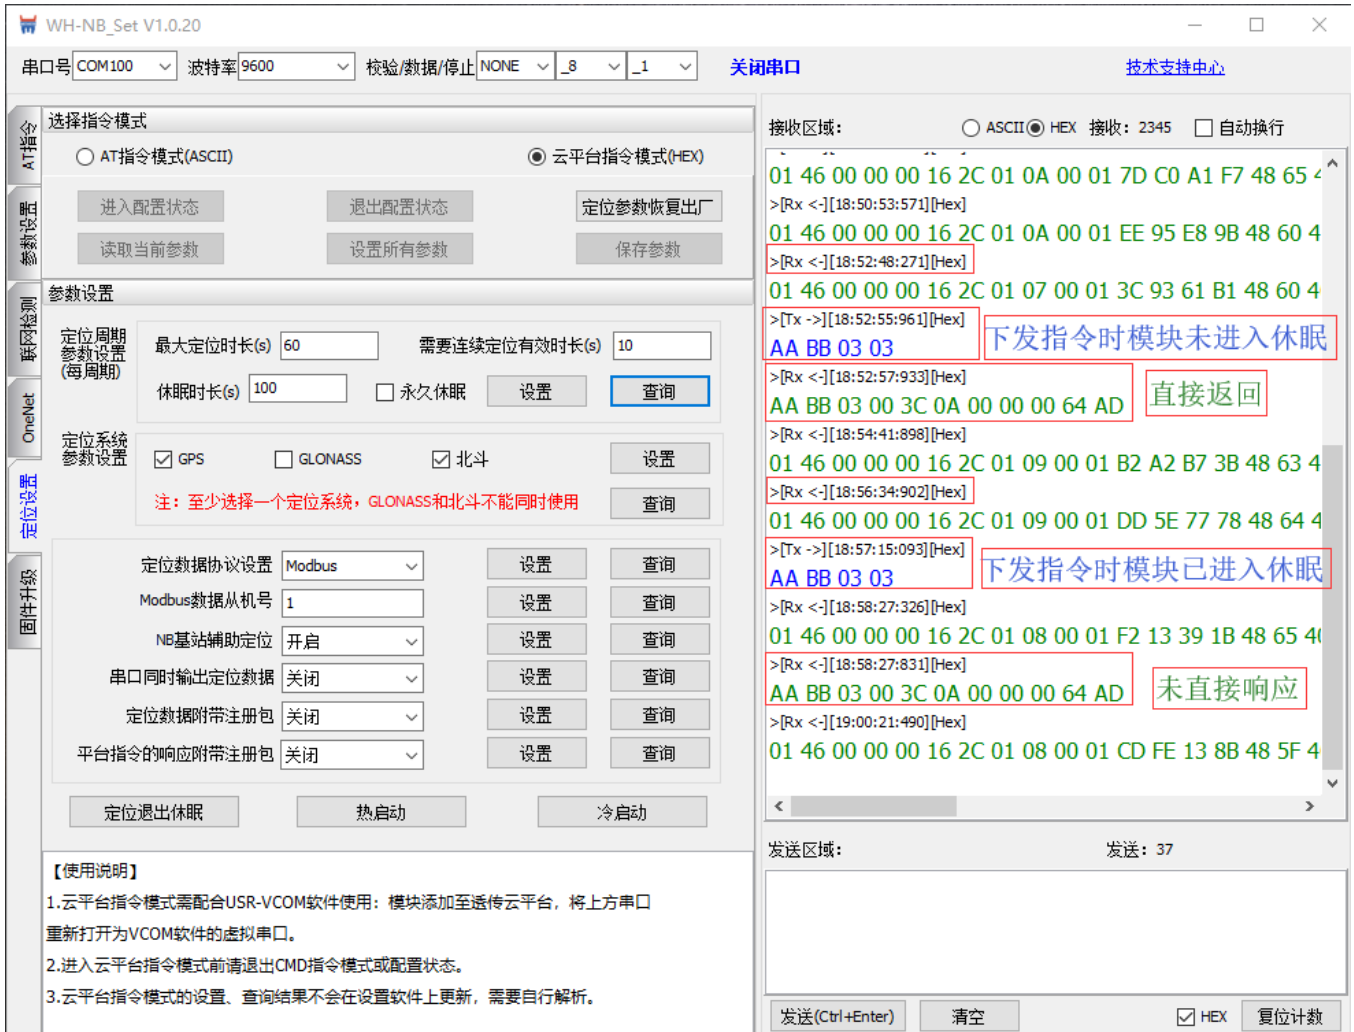 WH-NB_Set V1.0.20
串口号 COM100 波特率 9600 校验/数据/停止 NONE _8 _1 关闭串口 技术支持中心
AT指令
参数设置
联网检测
OneNet
定位设置
固件升级
选择指令模式
AT指令模式(ASCII) 云平台指令模式(HEX)
进入配置状态 退出配置状态 定位参数恢复出厂
读取当前参数 设置所有参数 保存参数
参数设置
定位周期
参数设置
(每周期)
最大定位时长(s) 60 需要连续定位有效时长(s) 10
休眠时长(s) 100 永久休眠 设置 查询
定位系统
参数设置
GPS GLONASS 北斗 设置
注：至少选择一个定位系统，GLONASS和北斗不能同时使用 查询
定位数据协议设置 Modbus 设置 查询
Modbus数据从机号 1 设置 查询
NB基站辅助定位 开启 设置 查询
串口同时输出定位数据 关闭 设置 查询
定位数据附带注册包 关闭 设置 查询
平台指令的响应附带注册包 关闭 设置 查询
定位退出休眠 热启动 冷启动
【使用说明】
1.云平台指令模式需配合USR-VCOM软件使用：模块添加至透传云平台，将上方串口
重新打开为VCOM软件的虚拟串口。
2.进入云平台指令模式前请退出CMD指令模式或配置状态。
3.云平台指令模式的设置、查询结果不会在设置软件上更新，需要自行解析。
接收区域： ASCII HEX 接收：2345 自动换行
01 46 00 00 00 16 2C 01 0A 00 01 7D C0 A1 F7 48 65 4
>[Rx <-][18:50:53:571][Hex]
01 46 00 00 00 16 2C 01 0A 00 01 EE 95 E8 9B 48 60 4
>[Rx <-][18:52:48:271][Hex]
01 46 00 00 00 16 2C 01 07 00 01 3C 93 61 B1 48 60 4
>[Tx ->][18:52:55:961][Hex]
AA BB 03 03
下发指令时模块未进入休眠
>[Rx <-][18:52:57:933][Hex]
AA BB 03 00 3C 0A 00 00 00 64 AD
直接返回
>[Rx <-][18:54:41:898][Hex]
01 46 00 00 00 16 2C 01 09 00 01 B2 A2 B7 3B 48 63 4
>[Rx <-][18:56:34:902][Hex]
01 46 00 00 00 16 2C 01 09 00 01 DD 5E 77 78 48 64 4
>[Tx ->][18:57:15:093][Hex]
AA BB 03 03
下发指令时模块已进入休眠
>[Rx <-][18:58:27:326][Hex]
01 46 00 00 00 16 2C 01 08 00 01 F2 13 39 1B 48 65 4
>[Rx <-][18:58:27:831][Hex]
AA BB 03 00 3C 0A 00 00 00 64 AD
未直接响应
>[Rx <-][19:00:21:490][Hex]
01 46 00 00 00 16 2C 01 08 00 01 CD FE 13 8B 48 5F 4
发送区域： 发送：37
发送(Ctrl+Enter) 清空 HEX 复位计数